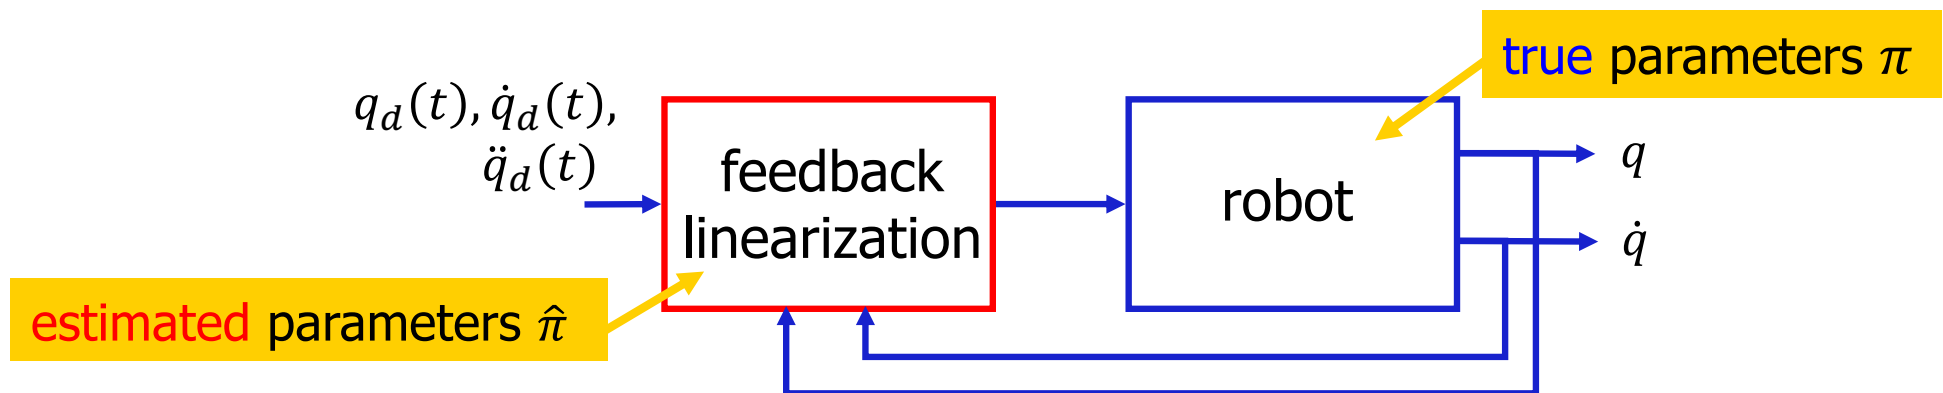 true parameters π
q_d(t), q̇_d(t),
q̈_d(t)
feedback
linearization
robot
q
q̇
estimated parameters π̂